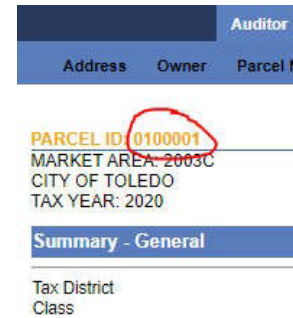 Auditor
Address Owner Parcel
PARCEL ID: 0100001
MARKET AREA: 2003C
CITY OF TOLEDO
TAX YEAR: 2020
Summary - General
Tax District
Class